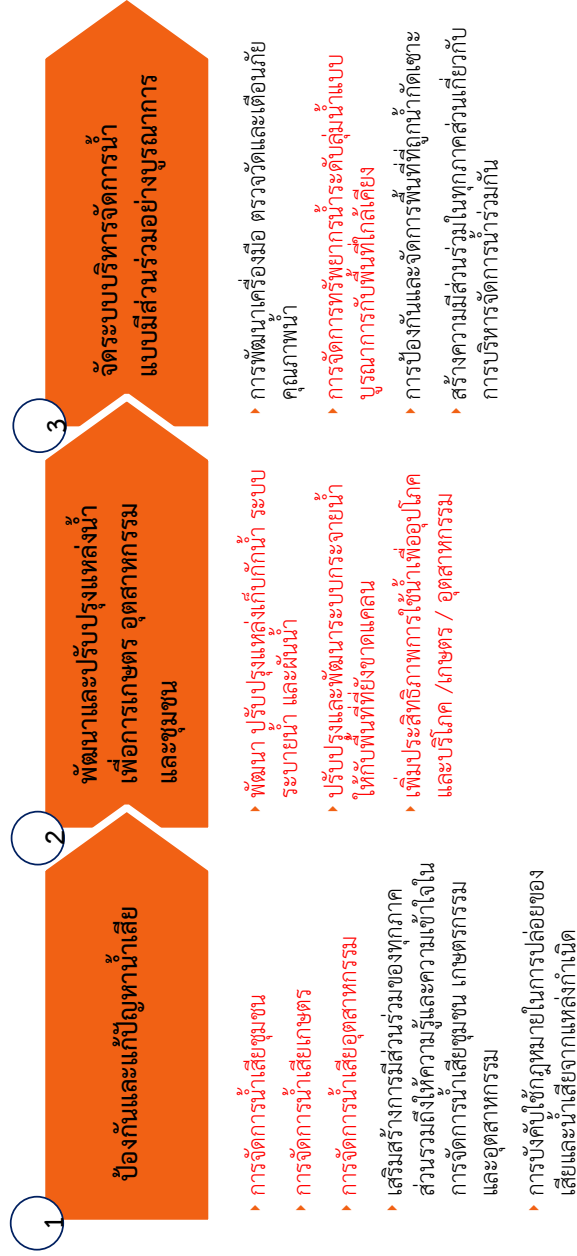 1
ป้องกันและแก้ปัญหาน้ำเสีย
การจัดการน้ำเสียชุมชน
การจัดการน้ำเสียเกษตร
การจัดการน้ำเสียอุตสาหกรรม
เสริมสร้างการมีส่วนร่วมของทุกภาค
ส่วนรวมถึงให้ความรู้และความเข้าใจใน
การจัดการน้ำเสียชุมชน เกษตรกรรม
และอุตสาหกรรม
การบังคับใช้กฎหมายในการปล่อยของ
เสียและน้ำเสียจากแหล่งกำเนิด
2
พัฒนาและปรับปรุงแหล่งน้ำ
เพื่อการเกษตร อุตสาหกรรม
และชุมชน
พัฒนา ปรับปรุงแหล่งเก็บกักน้ำ ระบบ
ระบายน้ำ และผันน้ำ
ปรับปรุงและพัฒนาระบบกระจายน้ำ
ให้กับพื้นที่ที่ยังขาดแคลน
เพิ่มประสิทธิภาพการใช้น้ำเพื่ออุปโภค
และบริโภค /เกษตร / อุตสาหกรรม
3
จัดระบบบริหารจัดการน้ำ
แบบมีส่วนร่วมอย่างบูรณาการ
การพัฒนาเครื่องมือ ตรวจวัดและเตือนภัย
คุณภาพน้ำ
การจัดการทรัพยากรน้ำระดับลุ่มน้ำแบบ
บูรณาการกับพื้นที่ใกล้เคียง
การป้องกันและจัดการพื้นที่ที่ถูกน้ำกัดเซาะ
สร้างความมีส่วนร่วมในทุกภาคส่วนเกี่ยวกับ
การบริหารจัดการน้ำร่วมกัน